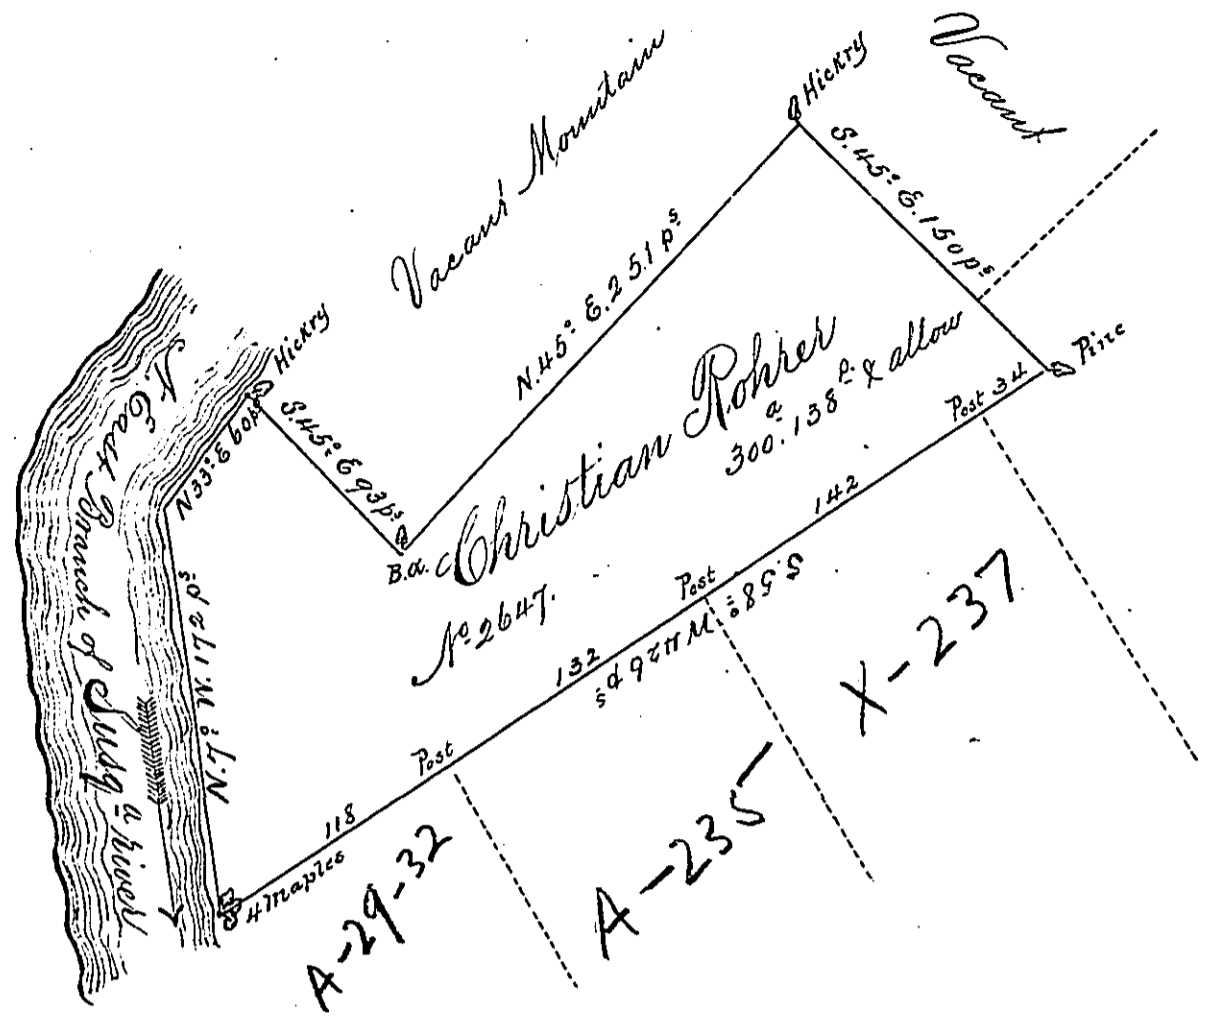 Vacant Mountain
Hickry
Vacant
S. 45° E. 150 ps
N. 45° E. 251 ps
Hickry
S. 45° E 93 ps
N 33° E 60 ps
N. East Branch of Susqa River
N 7° W 172 ps
B.O.
Christian Rohrer
300.a 138 p. & allow
No 2647.
Pine
34
Post
142
Post
S. 58° W 426 ps
132
Post
118
4 maples
X-237
A-235
A-29-32